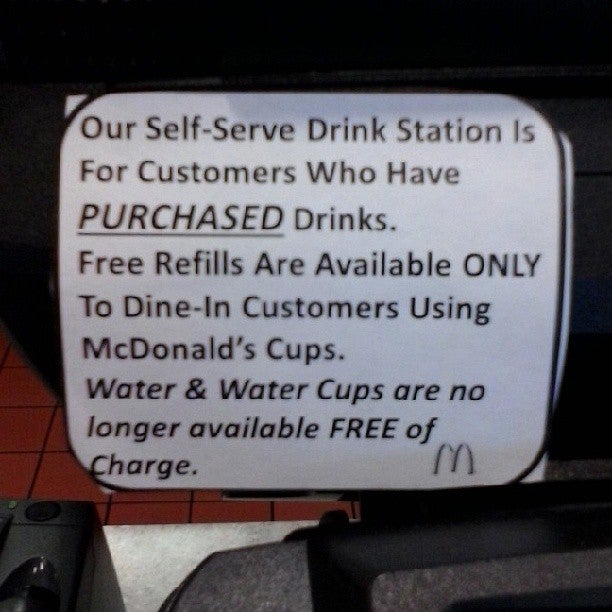 Our Self-Serve Drink Station Is
For Customers Who Have
PURCHASED Drinks.
Free Refills Are Available ONLY
To Dine-In Customers Using
McDonald's Cups.
Water & Water Cups are no
longer available FREE of
Charge.
M